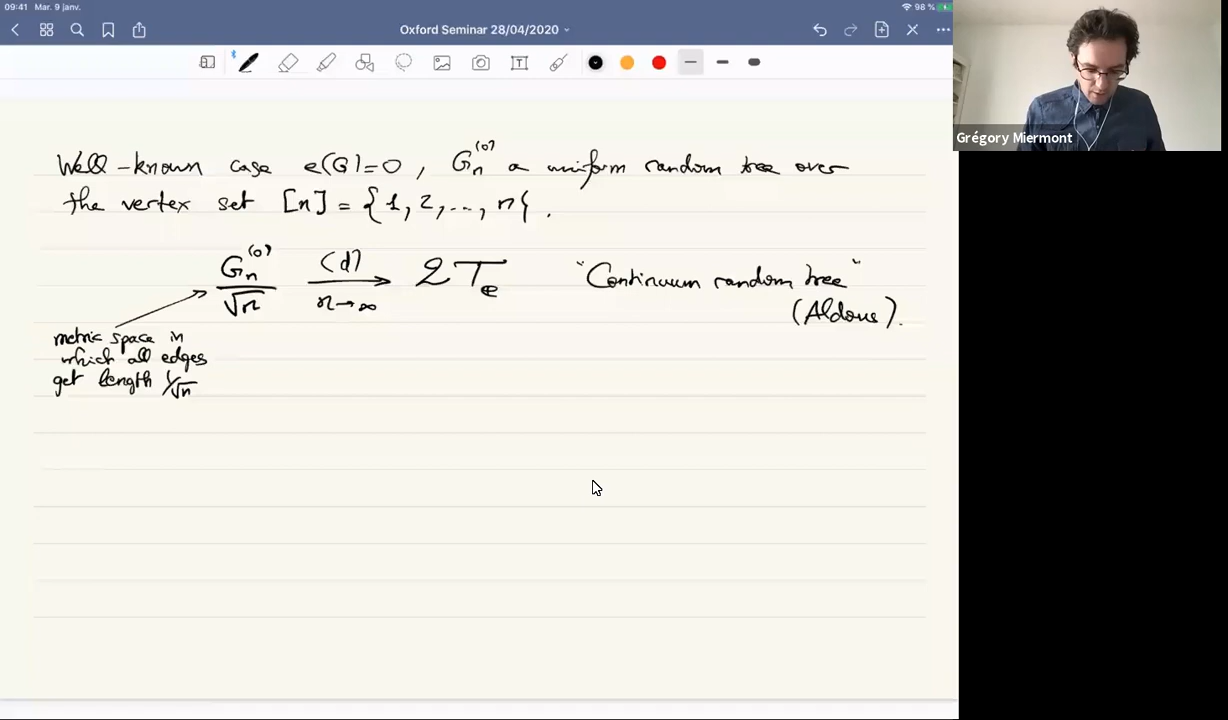 09:41 Mar. 9 janv.
98 %
Oxford Seminar 28/04/2020
Grégory Miermont
Well-known case e(G)=0, G_n^{(0)} a uniform random tree over
the vertex set [n] = {1, 2, ..., n{ .
G_n^{(0)} / √n (d) → n→∞ 2 T_e "Continuum random tree"
(Aldous).
metric space in
which all edges
get length 1/√n